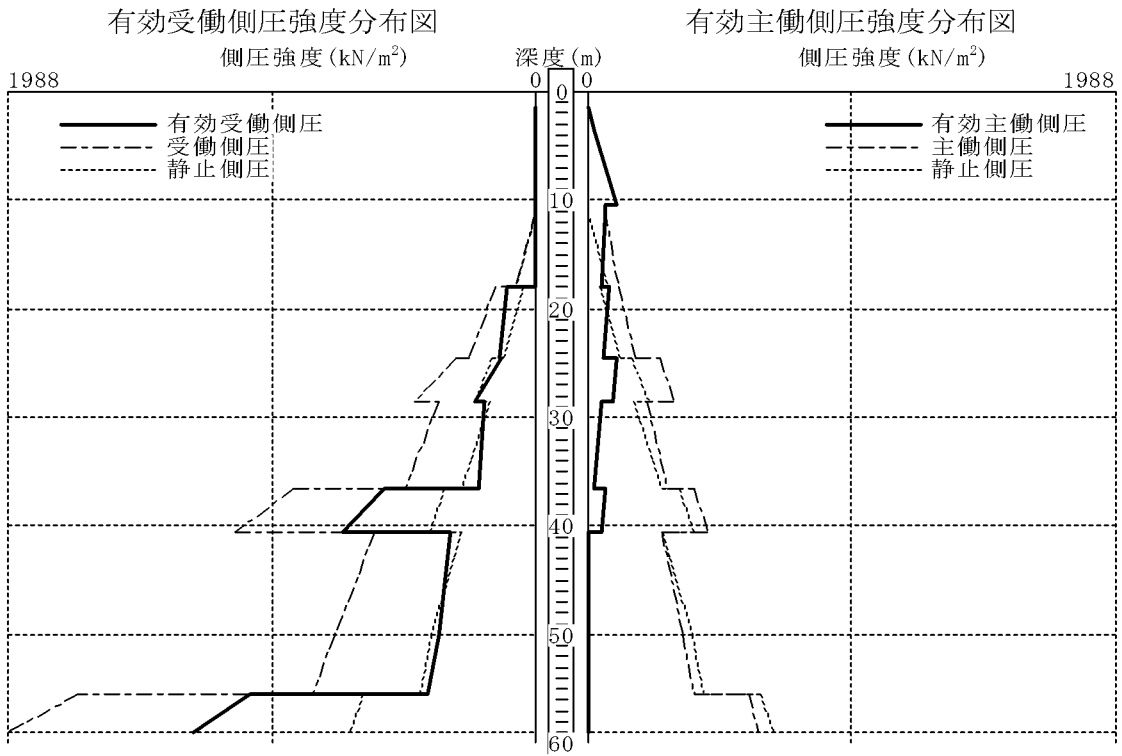 有効受働側圧強度分布図
有効主働側圧強度分布図
側圧強度(kN/m²)
深度(m)
側圧強度(kN/m²)
1988
0
0
1988
有効受働側圧
受働側圧
静止側圧
有効主働側圧
主働側圧
静止側圧
0
10
20
30
40
50
60